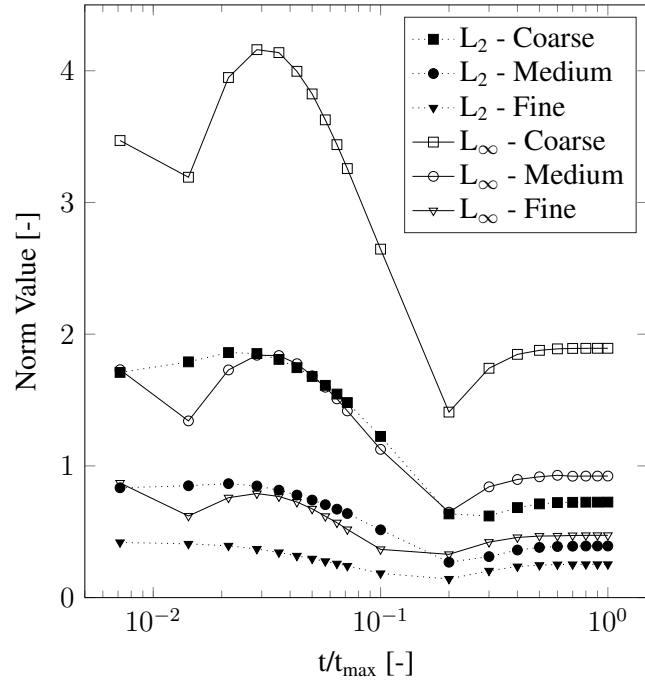 L₂ - Coarse
L₂ - Medium
L₂ - Fine
L∞ - Coarse
L∞ - Medium
L∞ - Fine
4
3
2
1
0
Norm Value [-]
10⁻²
10⁻¹
10⁰
t/t_max [-]